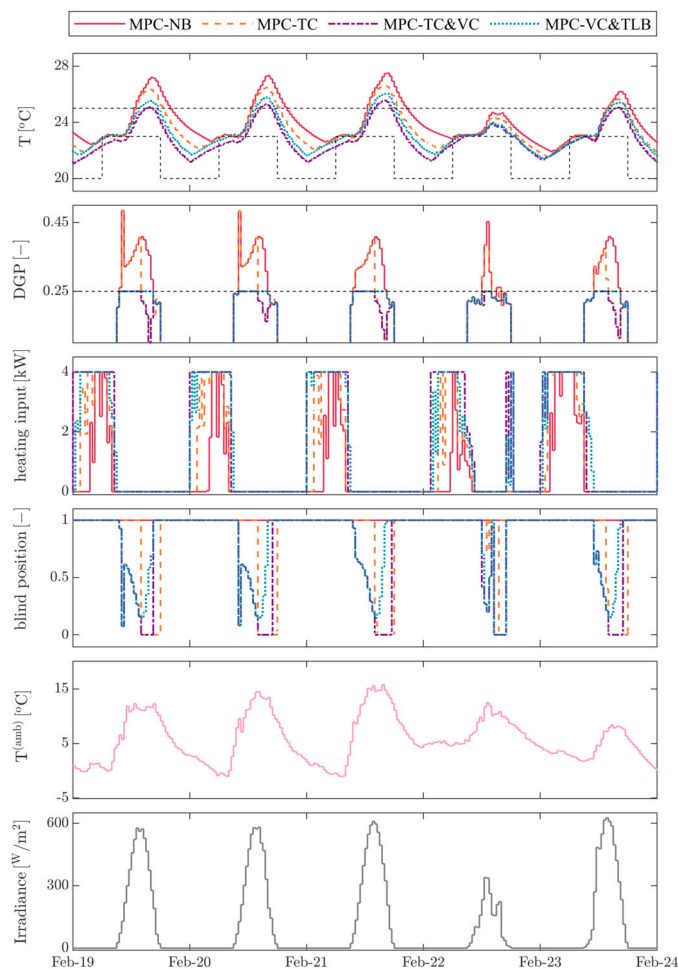 MPC-NB MPC-TC MPC-TC&VC MPC-VC&TLB
28
24
20
T [°C]
0.45
0.25
DGP [−]
4
2
0
heating input [kW]
1
0.5
0
blind position [−]
15
5
-5
T(amb) [°C]
600
300
0
Irradiance [W/m²]
Feb-19 Feb-20 Feb-21 Feb-22 Feb-23 Feb-24